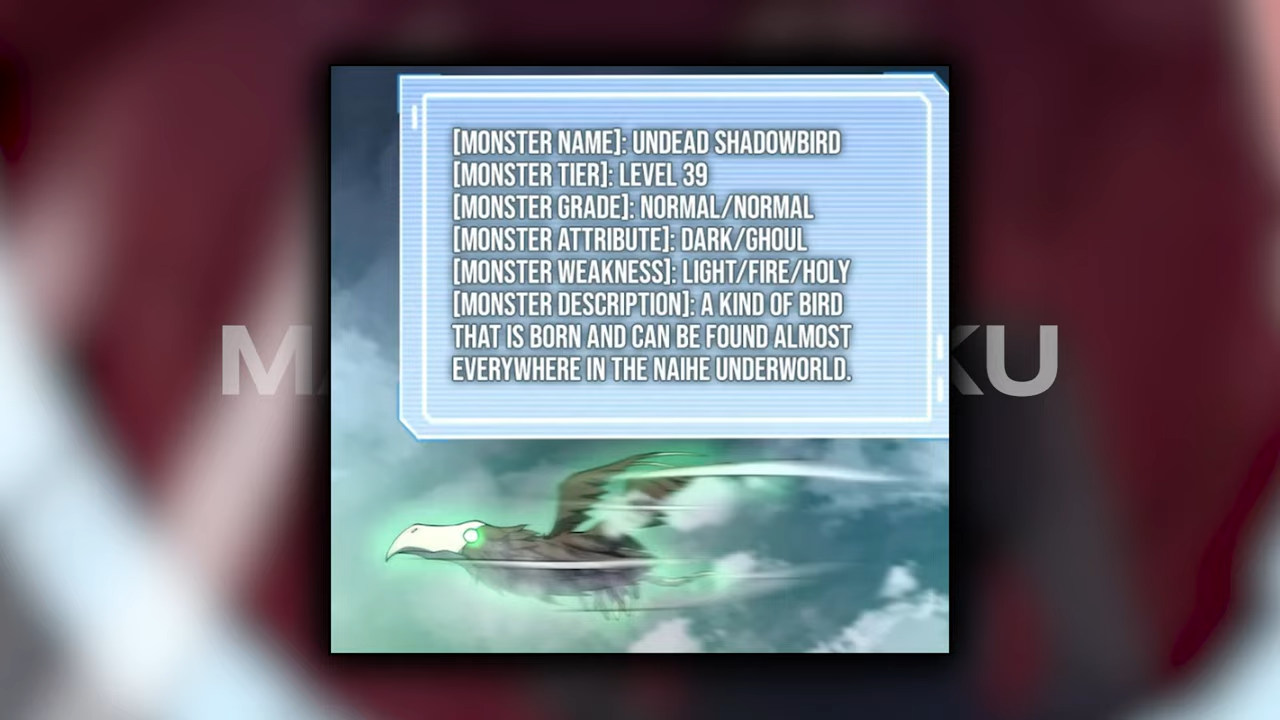 [MONSTER NAME]: UNDEAD SHADOWBIRD
[MONSTER TIER]: LEVEL 39
[MONSTER GRADE]: NORMAL/NORMAL
[MONSTER ATTRIBUTE]: DARK/GHOUL
[MONSTER WEAKNESS]: LIGHT/FIRE/HOLY
[MONSTER DESCRIPTION]: A KIND OF BIRD
THAT IS BORN AND CAN BE FOUND ALMOST
EVERYWHERE IN THE NAIHE UNDERWORLD.